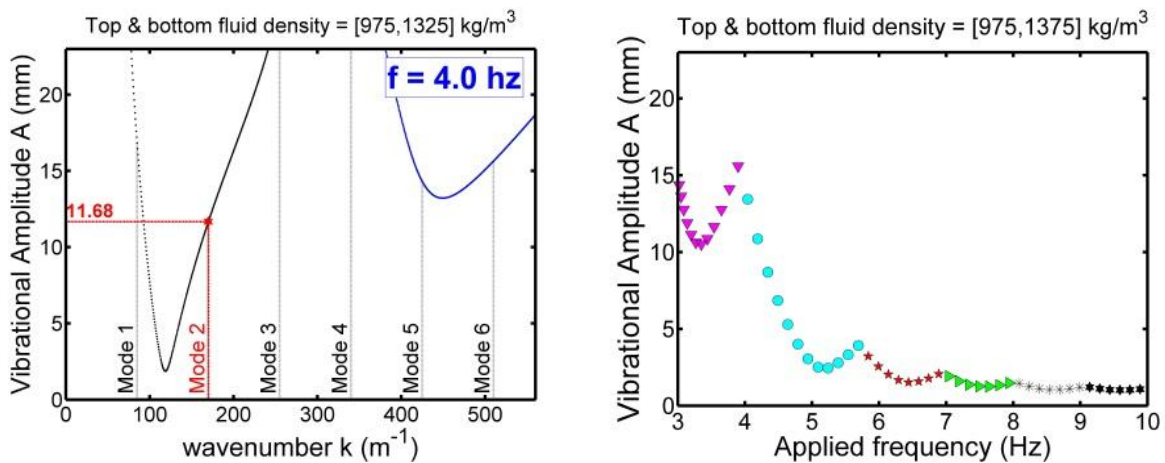 Top & bottom fluid density = [975,1325] kg/m³
Vibrational Amplitude A (mm)
20
15
10
5
0
f = 4.0 hz
11.68
Mode 1
Mode 2
Mode 3
Mode 4
Mode 5
Mode 6
0 100 200 300 400 500
wavenumber k (m⁻¹)
Top & bottom fluid density = [975,1375] kg/m³
Vibrational Amplitude A (mm)
20
15
10
5
0
3 4 5 6 7 8 9 10
Applied frequency (Hz)